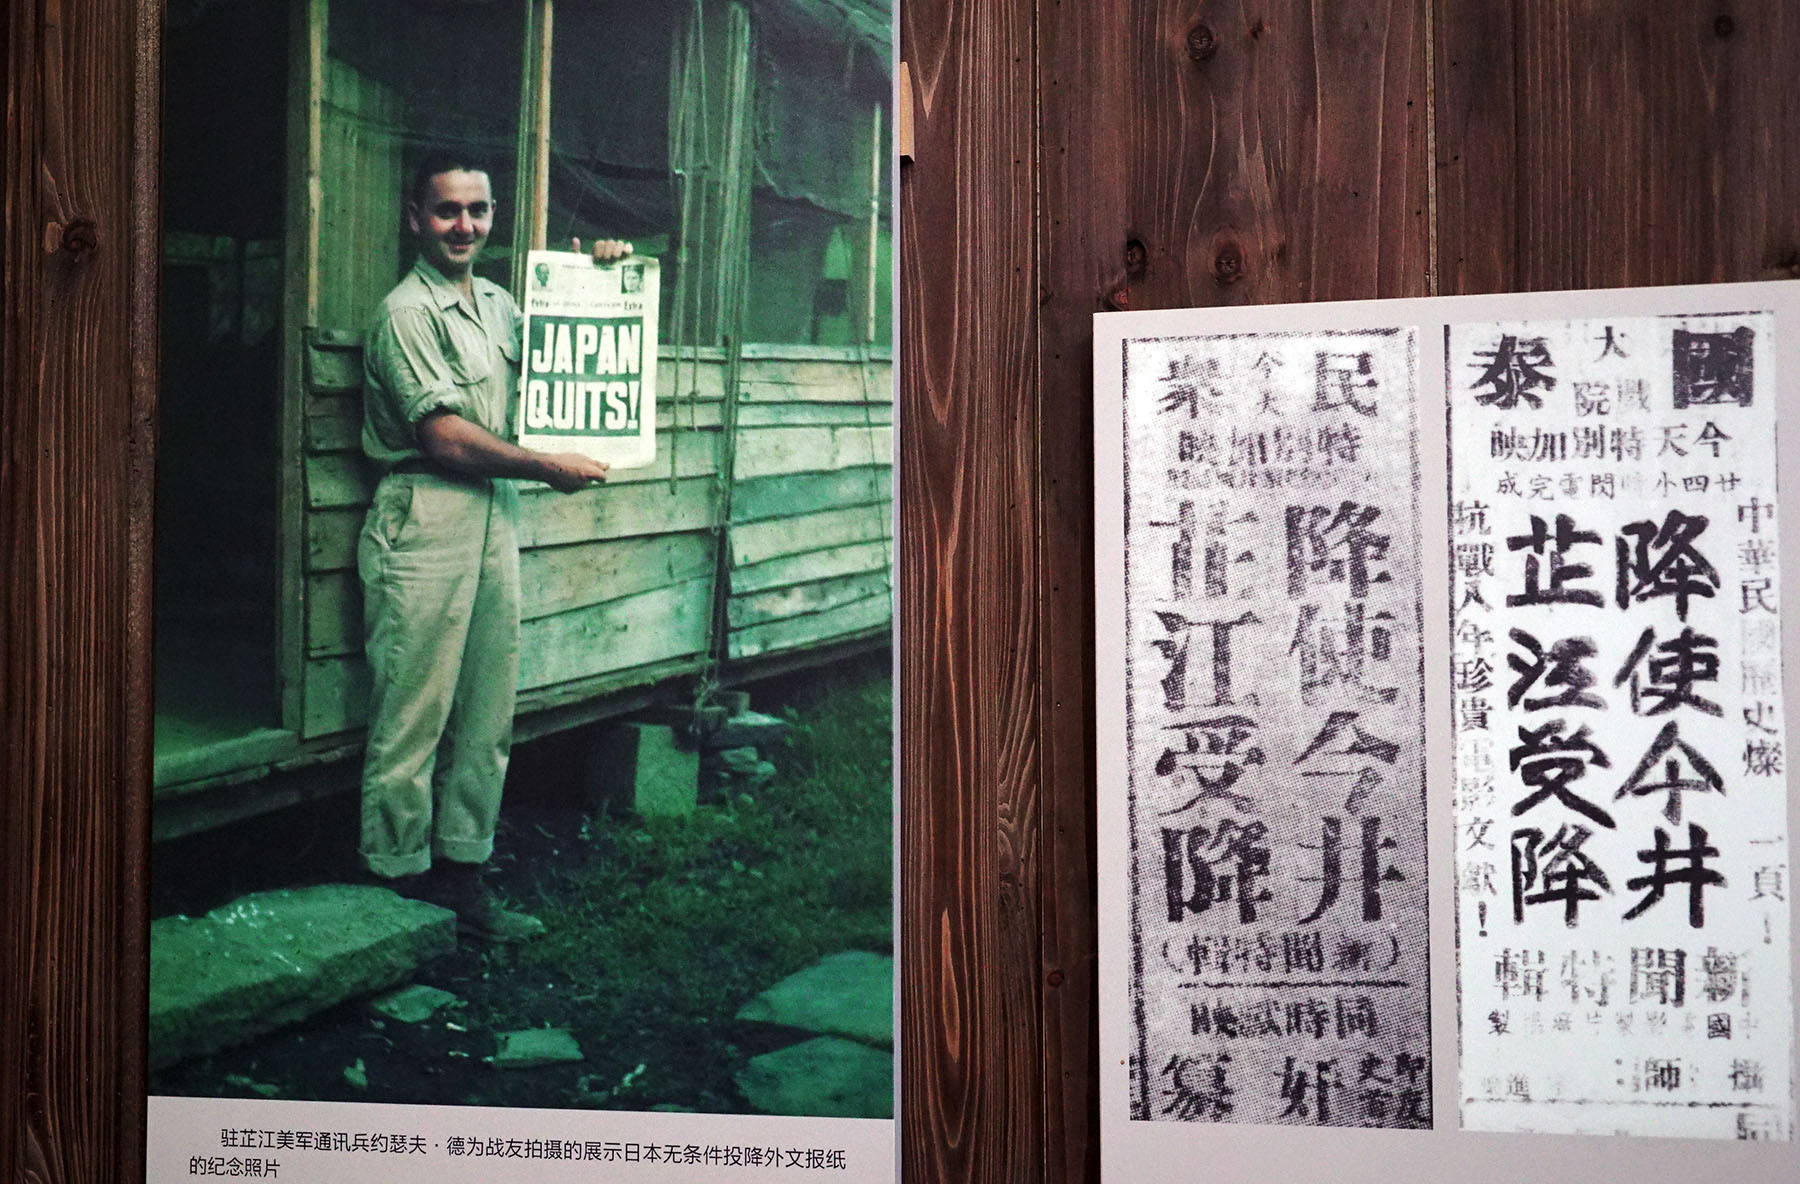 Extra
Extra
JAPAN
QUITS!
驻芷江美军通讯兵约瑟夫·德为战友拍摄的展示日本无条件投降外文报纸
的纪念照片
民眾
今天
特別加映
降使今井
芷江受降
（新聞特輯）
同時獻映
國泰
大戲院
今天特別加映
廿四小時閃電完成
中華民國歷史燦 一頁！
降使今井
芷江受降
抗戰八年珍貴電影文獻！
新聞特輯